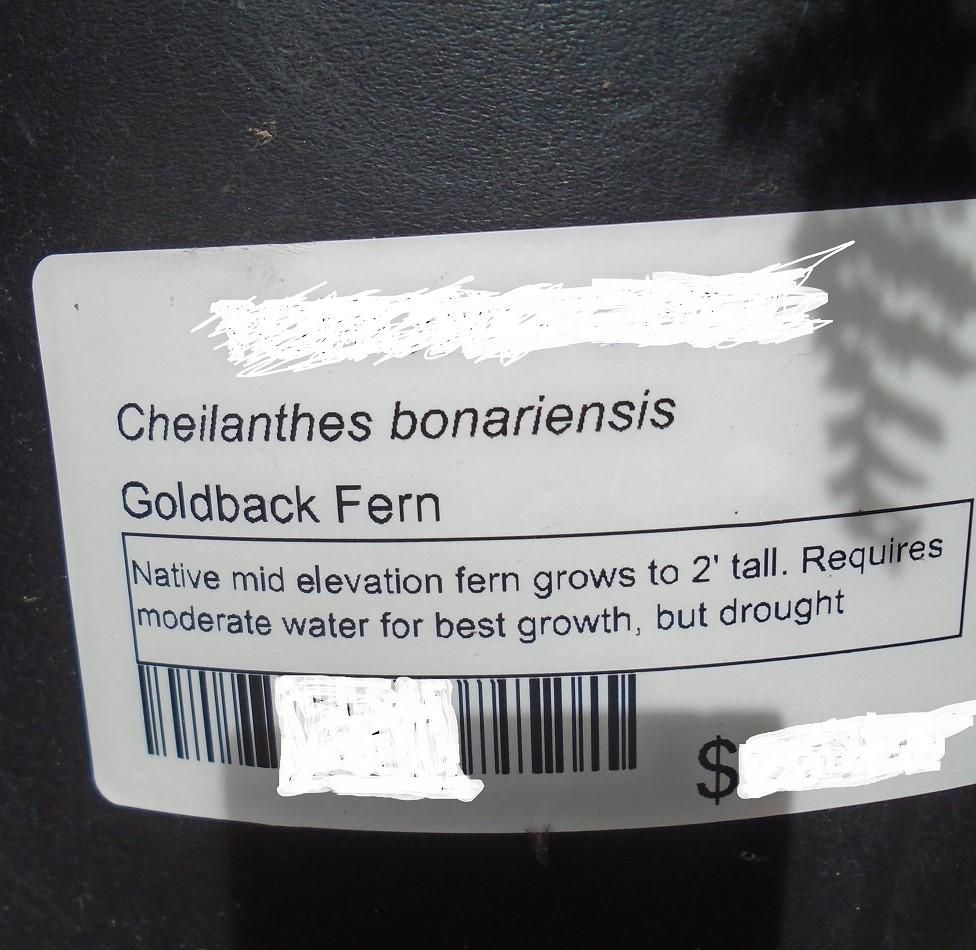 Cheilanthes bonariensis
Goldback Fern
Native mid elevation fern grows to 2' tall. Requires
moderate water for best growth, but drought
$